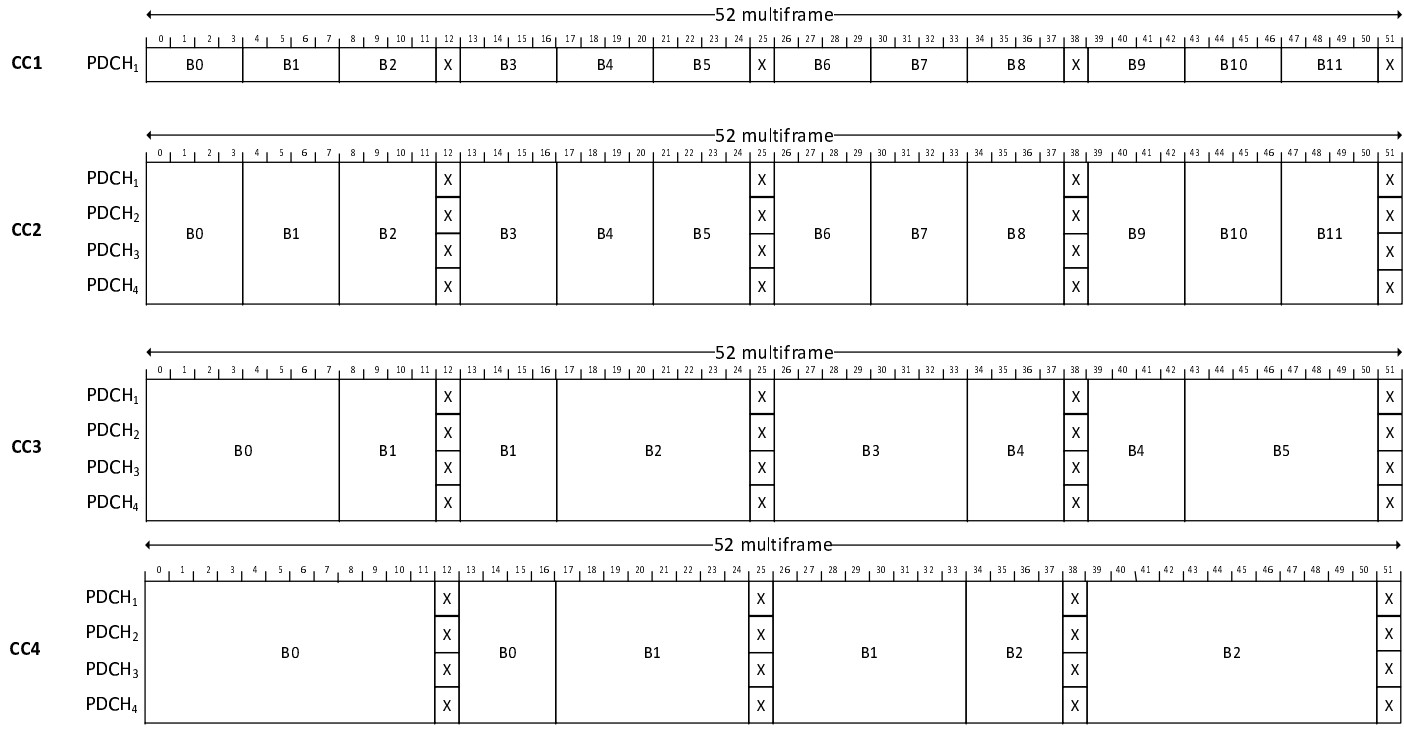 52 multiframe
0 1 2 3 4 5 6 7 8 9 10 11 12 13 14 15 16 17 18 19 20 21 22 23 24 25 26 27 28 29 30 31 32 33 34 35 36 37 38 39 40 41 42 43 44 45 46 47 48 49 50 51
CC1 PDCH1 B0 B1 B2 X B3 B4 B5 X B6 B7 B8 X B9 B10 B11 X
52 multiframe
0 1 2 3 4 5 6 7 8 9 10 11 12 13 14 15 16 17 18 19 20 21 22 23 24 25 26 27 28 29 30 31 32 33 34 35 36 37 38 39 40 41 42 43 44 45 46 47 48 49 50 51
PDCH1 X X X X
PDCH2 X X X X
CC2 B0 B1 B2 B3 B4 B5 B6 B7 B8 B9 B10 B11
PDCH3 X X X X
PDCH4 X X X X
52 multiframe
0 1 2 3 4 5 6 7 8 9 10 11 12 13 14 15 16 17 18 19 20 21 22 23 24 25 26 27 28 29 30 31 32 33 34 35 36 37 38 39 40 41 42 43 44 45 46 47 48 49 50 51
PDCH1 X X X X
PDCH2 X X X X
CC3 B0 B1 B1 B2 B3 B4 B4 B5
PDCH3 X X X X
PDCH4 X X X X
52 multiframe
0 1 2 3 4 5 6 7 8 9 10 11 12 13 14 15 16 17 18 19 20 21 22 23 24 25 26 27 28 29 30 31 32 33 34 35 36 37 38 39 40 41 42 43 44 45 46 47 48 49 50 51
PDCH1 X X X X
PDCH2 X X X X
CC4 B0 B0 B1 B1 B2 B2
PDCH3 X X X X
PDCH4 X X X X